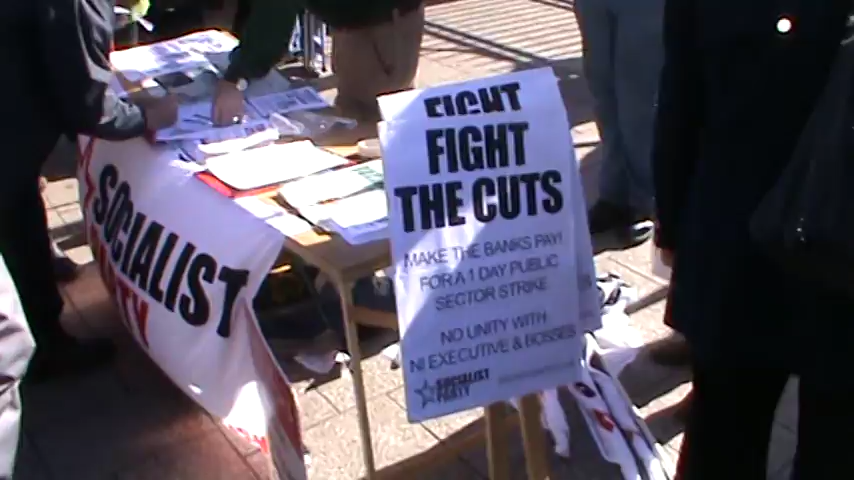 FIGHT
FIGHT
THE CUTS
MAKE THE BANKS PAY!
FOR A 1 DAY PUBLIC
SECTOR STRIKE
NO UNITY WITH
NI EXECUTIVE & BOSSES
SOCIALIST
PARTY
SOCIALIST
PARTY